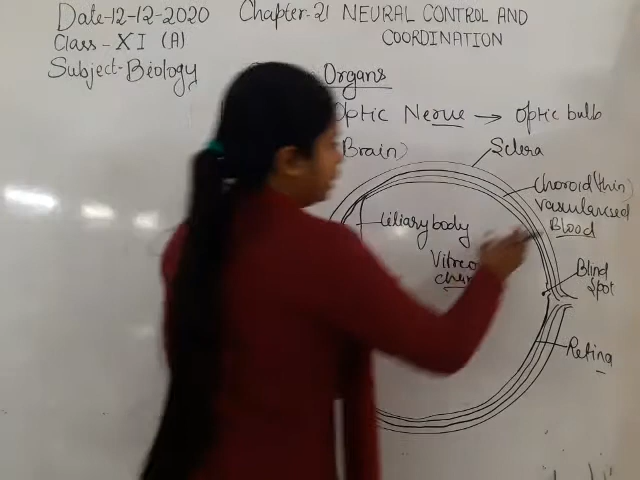 Date-12-12-2020
Class-XI (A)
Subject-Biology
Chapter-21 NEURAL CONTROL AND
COORDINATION
Organs
Optic Nerve → Optic bulb
Brain)
Sclera
Choroid (thin)
vascularised
Blood
Ciliary body
Blind
Spot
Retina